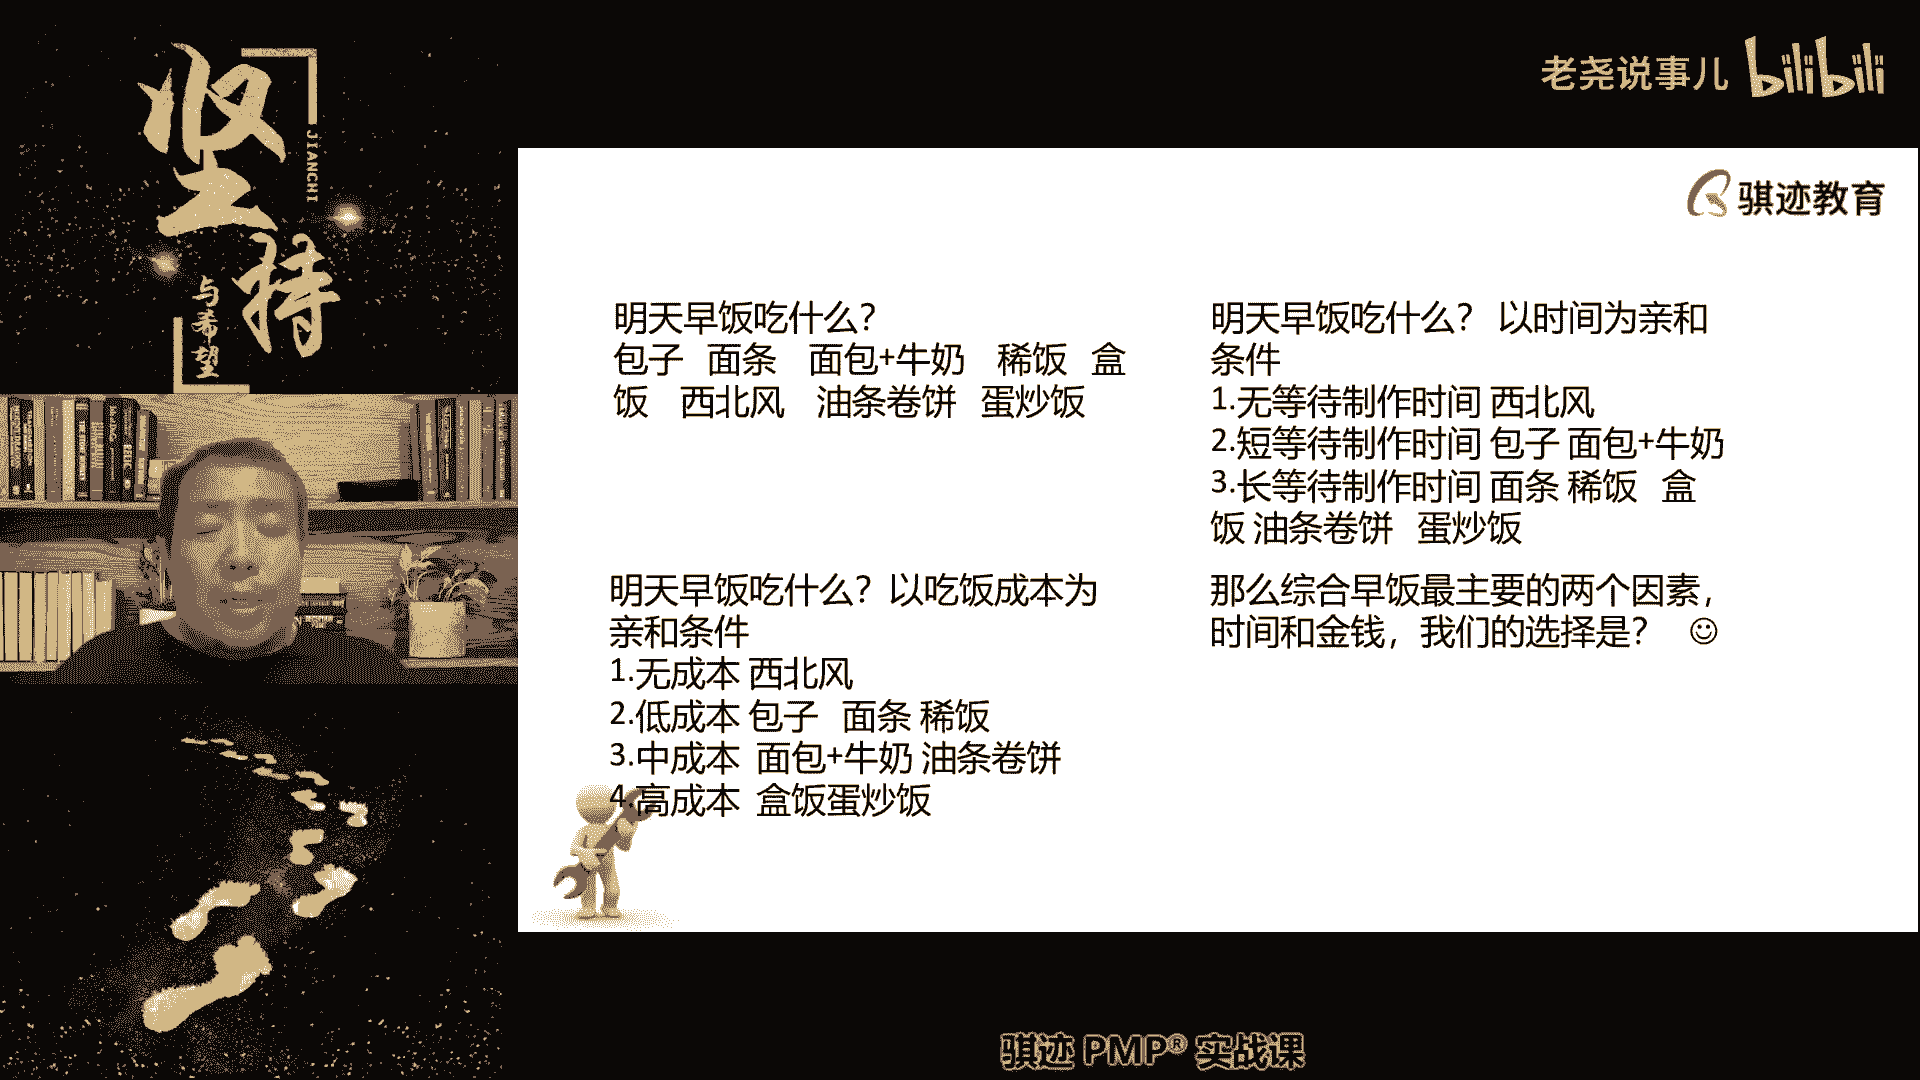 坚持
JIANCHI
与希望
老尧说事儿 bilibili
骐迹教育
明天早饭吃什么？
包子 面条 面包+牛奶 稀饭 盒
饭 西北风 油条卷饼 蛋炒饭
明天早饭吃什么？ 以时间为亲和
条件
1.无等待制作时间 西北风
2.短等待制作时间 包子 面包+牛奶
3.长等待制作时间 面条 稀饭 盒
饭 油条卷饼 蛋炒饭
明天早饭吃什么？以吃饭成本为
亲和条件
1.无成本 西北风
2.低成本 包子 面条 稀饭
3.中成本 面包+牛奶 油条卷饼
4.高成本 盒饭蛋炒饭
那么综合早饭最主要的两个因素，
时间和金钱，我们的选择是？ ☺
骐迹 PMP® 实战课